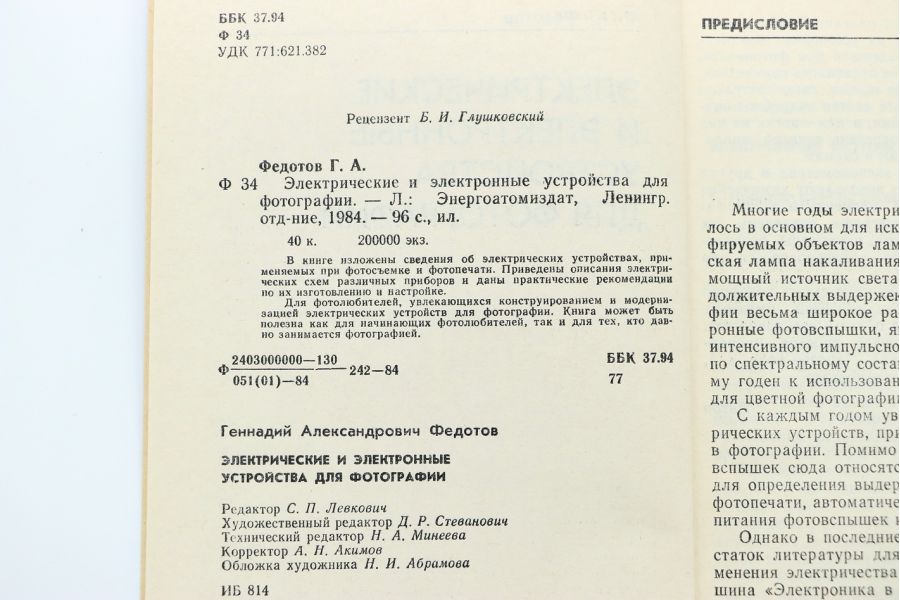 ББК 37.94
Ф 34
УДК 771:621.382
Рецензент Б. И. Глушковский
Федотов Г. А.
Ф 34 Электрические и электронные устройства для
фотографии. — Л.: Энергоатомиздат, Ленингр.
отд-ние, 1984. — 96 с., ил.
40 к. 200000 экз.
В книге изложены сведения об электрических устройствах, при-
меняемых при фотосъемке и фотопечати. Приведены описания электри-
ческих схем различных приборов и даны практические рекомендации
по их изготовлению и настройке.
Для фотолюбителей, увлекающихся конструированием и модерни-
зацией электрических устройств для фотографии. Книга может быть
полезна как для начинающих фотолюбителей, так и для тех, кто дав-
но занимается фотографией.
Ф 2403000000—130
051(01)—84 242—84
ББК 37.94
77
Геннадий Александрович Федотов
ЭЛЕКТРИЧЕСКИЕ И ЭЛЕКТРОННЫЕ
УСТРОЙСТВА ДЛЯ ФОТОГРАФИИ
Редактор С. П. Левкович
Художественный редактор Д. Р. Стеванович
Технический редактор Н. А. Минеева
Корректор А. Н. Акимов
Обложка художника Н. И. Абрамова
ИБ 814
ПРЕДИСЛОВИЕ
Многие годы электри
лось в основном для иск
фируемых объектов лам
ская лампа накаливания
мощный источник света
должительных выдержек
фии весьма широкое ра
ронные фотовспышки, я
интенсивного импульсно
по спектральному соста
му годен к использован
для цветной фотографии
С каждым годом ув
рических устройств, при
в фотографии. Помимо
вспышек сюда относятс
для определения выдер
фотопечати, автоматиче
питания фотовспышек и
Однако в последние
статок литературы для
менения электричества
шина «Электроника в